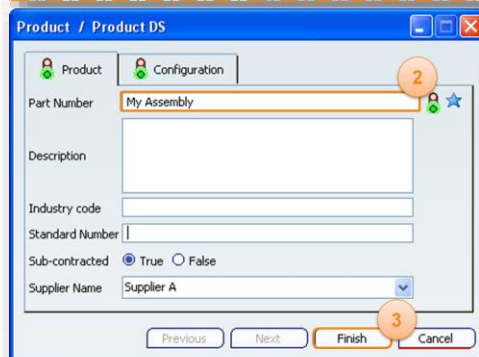 Product / Product DS
Product Configuration
2
Part Number My Assembly
Description
Industry code
Standard Number
Sub-contracted True False
Supplier Name Supplier A
3
Previous Next Finish Cancel